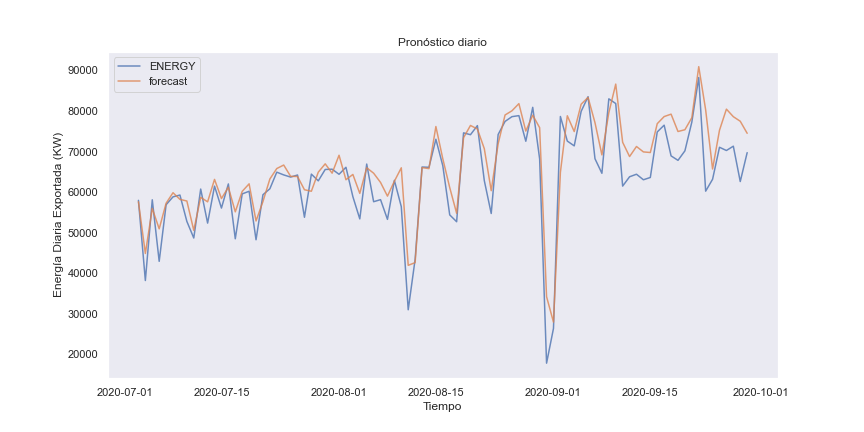 Pronóstico diario
ENERGY
forecast
Energía Diaria Exportada (KW)
90000
80000
70000
60000
50000
40000
30000
20000
2020-07-01 2020-07-15 2020-08-01 2020-08-15 2020-09-01 2020-09-15 2020-10-01
Tiempo